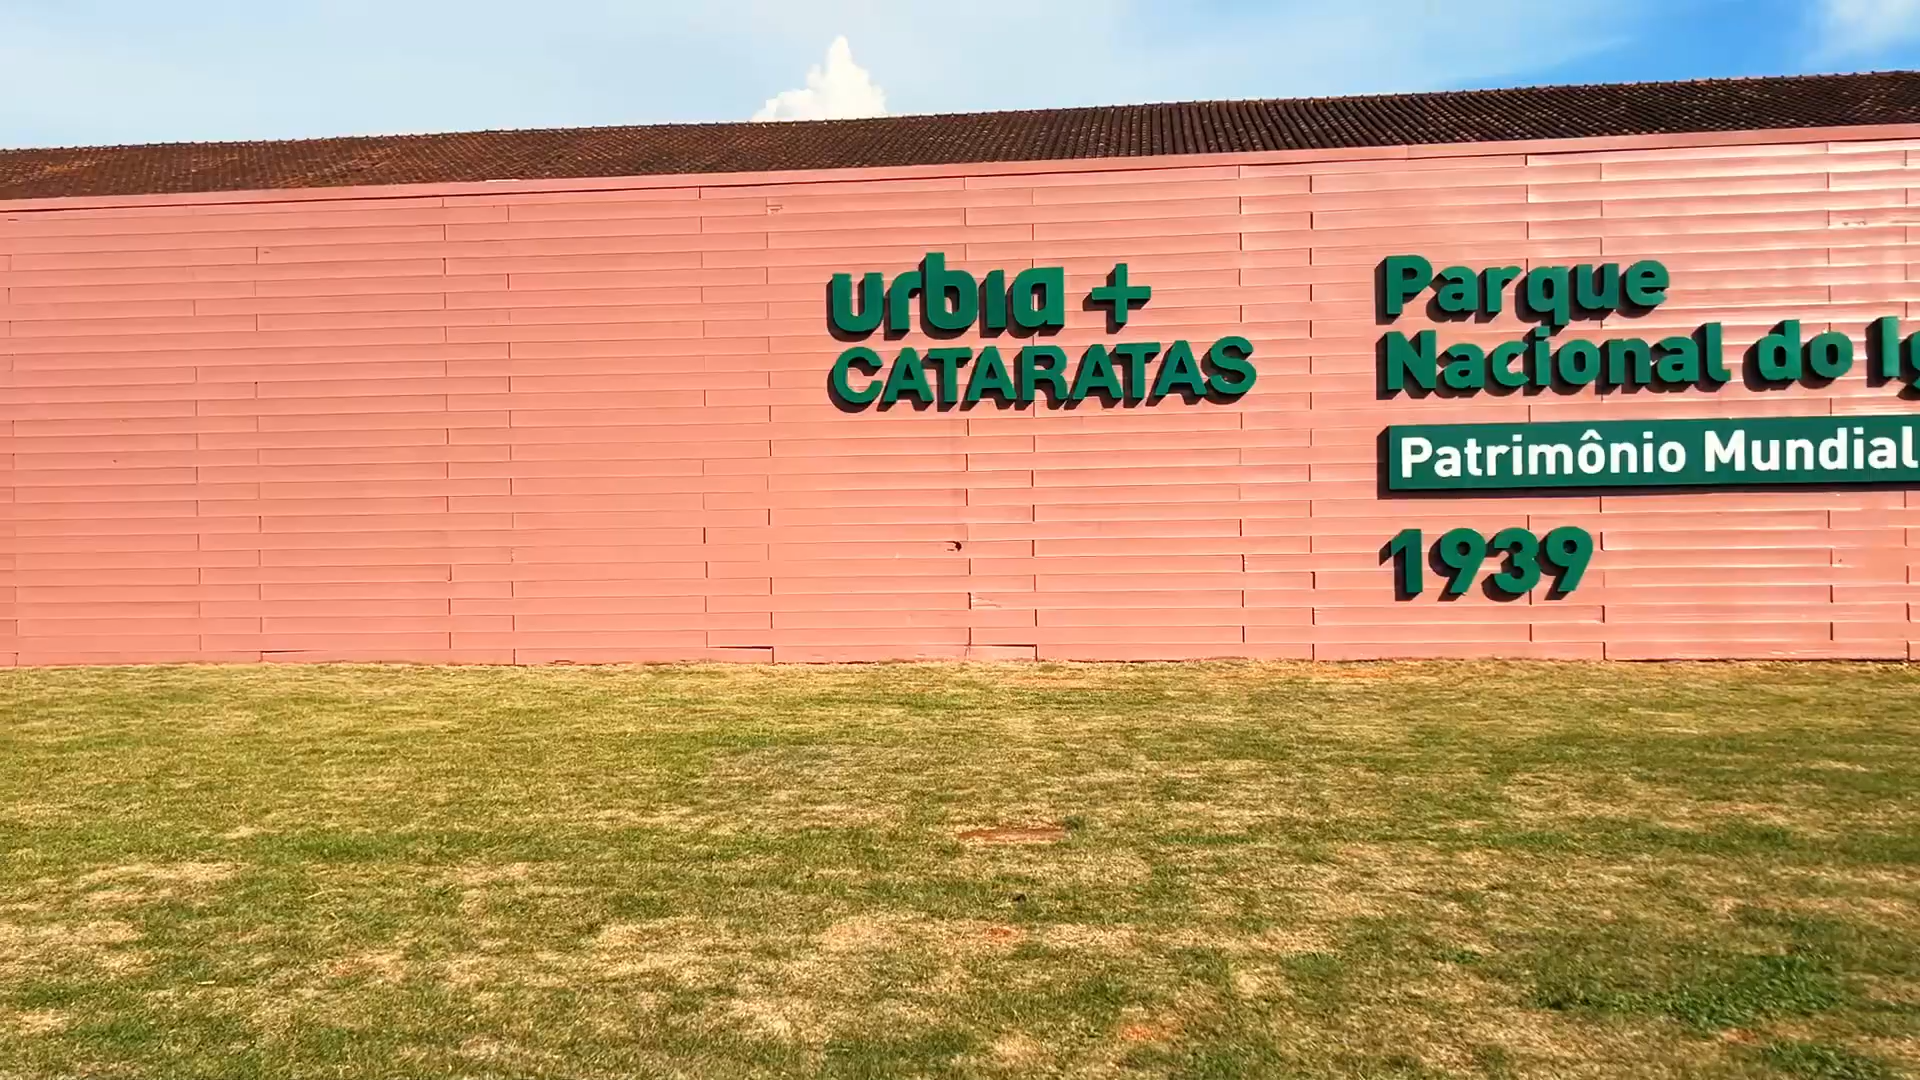 urbia +
CATARATAS
Parque
Nacional do
Patrimônio Mundial
1939